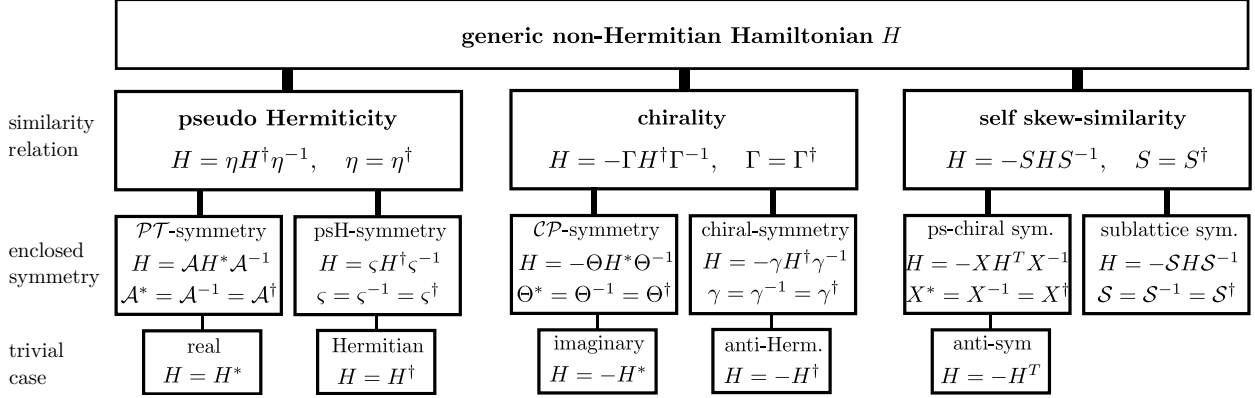 generic non-Hermitian Hamiltonian H
similarity relation
pseudo Hermiticity
H = ηH†η⁻¹, η = η†
chirality
H = −ΓH†Γ⁻¹, Γ = Γ†
self skew-similarity
H = −SHS⁻¹, S = S†
enclosed symmetry
𝒫𝒯-symmetry
H = 𝒜H*𝒜⁻¹
𝒜* = 𝒜⁻¹ = 𝒜†
psH-symmetry
H = ςH†ς⁻¹
ς = ς⁻¹ = ς†
𝒞𝒫-symmetry
H = −ΘH*Θ⁻¹
Θ* = Θ⁻¹ = Θ†
chiral-symmetry
H = −γH†γ⁻¹
γ = γ⁻¹ = γ†
ps-chiral sym.
H = −XHᵀX⁻¹
X* = X⁻¹ = X†
sublattice sym.
H = −𝒮H𝒮⁻¹
𝒮 = 𝒮⁻¹ = 𝒮†
trivial case
real
H = H*
Hermitian
H = H†
imaginary
H = −H*
anti-Herm.
H = −H†
anti-sym
H = −Hᵀ